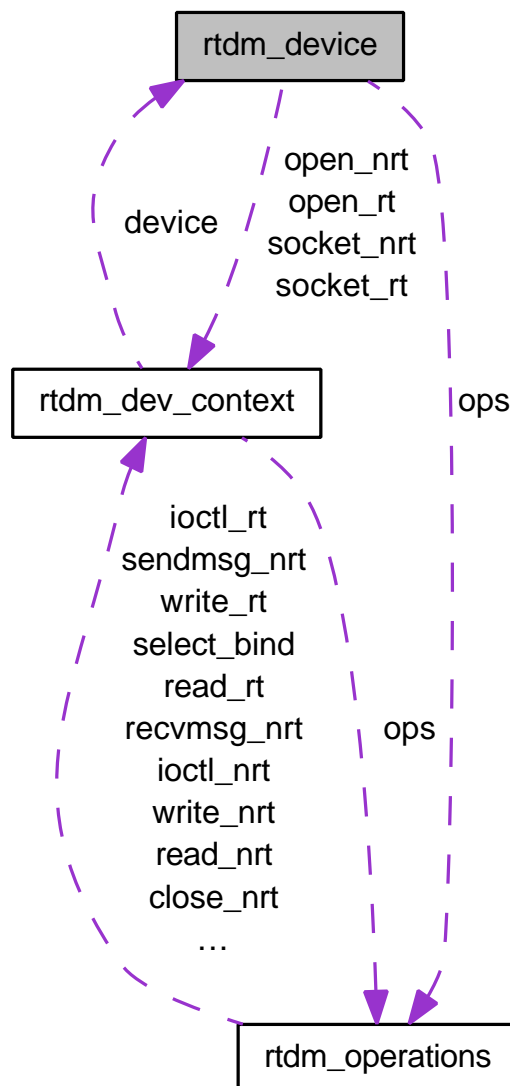 rtdm_device
open_nrt
open_rt
socket_nrt
socket_rt
device
rtdm_dev_context
ops
ioctl_rt
sendmsg_nrt
write_rt
select_bind
read_rt
recvmsg_nrt
ioctl_nrt
write_nrt
read_nrt
close_nrt
...
ops
rtdm_operations